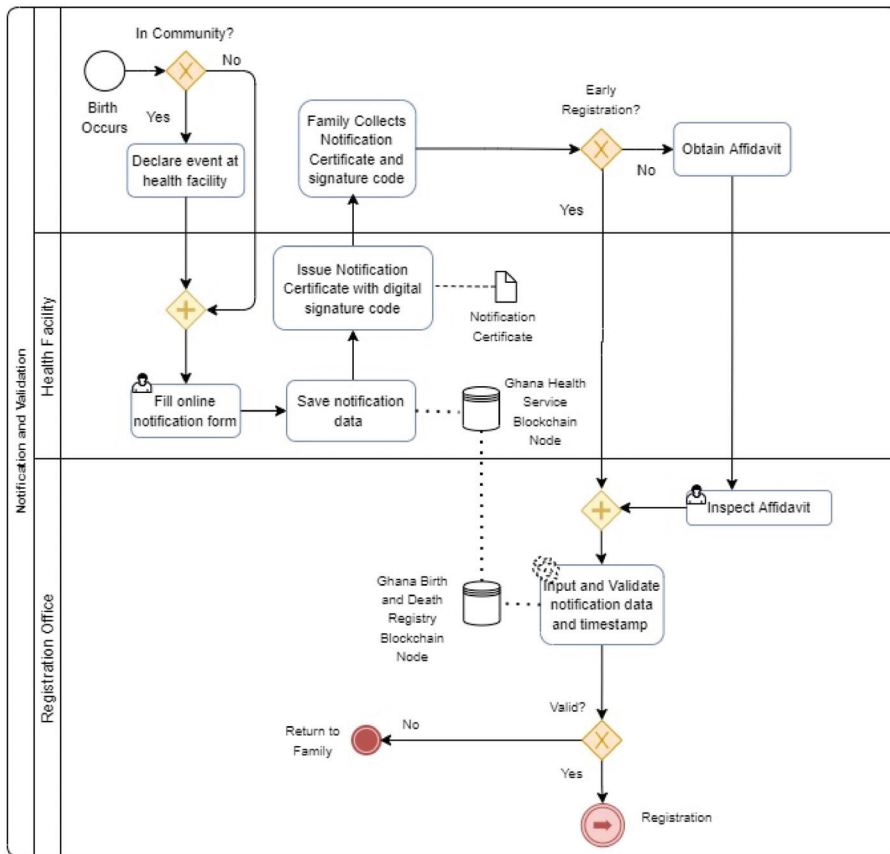 Notification and Validation
Health Facility
Registration Office
In Community?
No
Yes
Birth
Occurs
Declare event at
health facility
Family Collects
Notification
Certificate and
signature code
Early
Registration?
No
Yes
Obtain Affidavit
Issue Notification
Certificate with digital
signature code
Notification
Certificate
Fill online
notification form
Save notification
data
Ghana Health
Service
Blockchain
Node
Inspect Affidavit
Ghana Birth
and Death
Registry
Blockchain
Node
Input and Validate
notification data
and timestamp
Valid?
No
Return to
Family
Yes
Registration